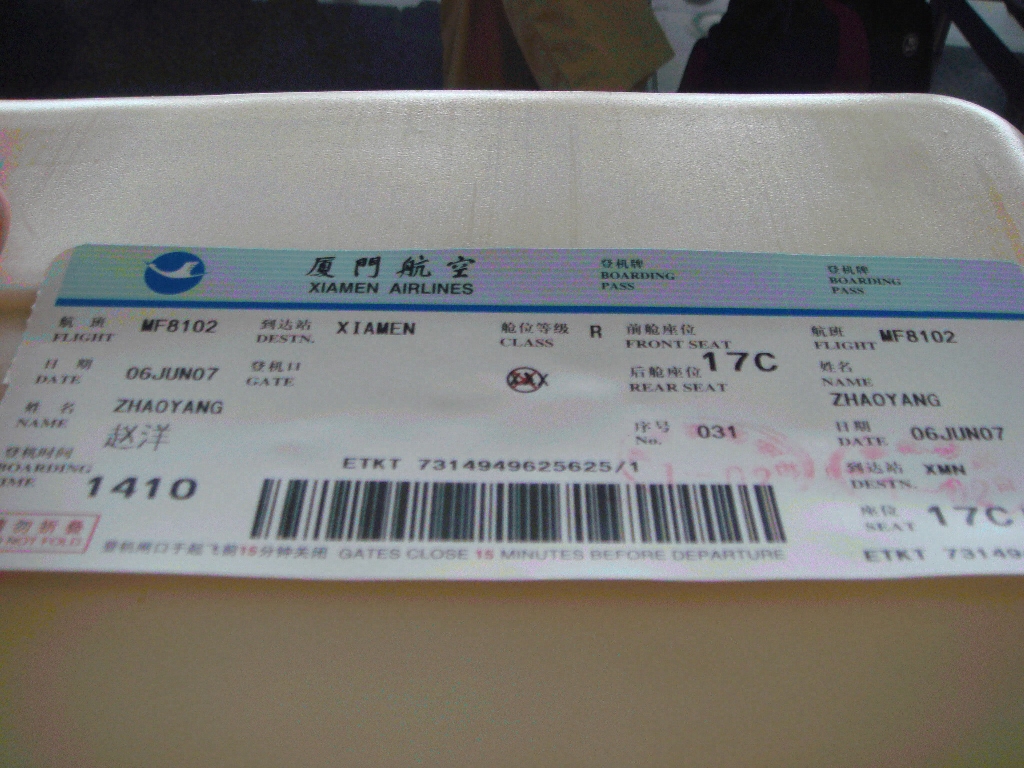 厦門航空
XIAMEN AIRLINES
登机牌
BOARDING
PASS
登机牌
BOARDING
PASS
航班 FLIGHT MF8102 到达站 DESTN. XIAMEN 舱位等级 CLASS R 前舱座位 FRONT SEAT
日期 DATE 06JUN07 登机口 GATE 后舱座位 REAR SEAT 17C
姓名 NAME ZHAOYANG
赵洋
序号 No. 031
登机时间 BOARDING 1410
ETKT 7314949625625/1
请勿折叠
DO NOT FOLD
登机闸口于起飞前15分钟关闭 GATES CLOSE 15 MINUTES BEFORE DEPARTURE
航班 FLIGHT MF8102
姓名 NAME
ZHAOYANG
日期 DATE 06JUN07
到达站 DESTN. XMN
座位 SEAT 17C
ETKT 73149